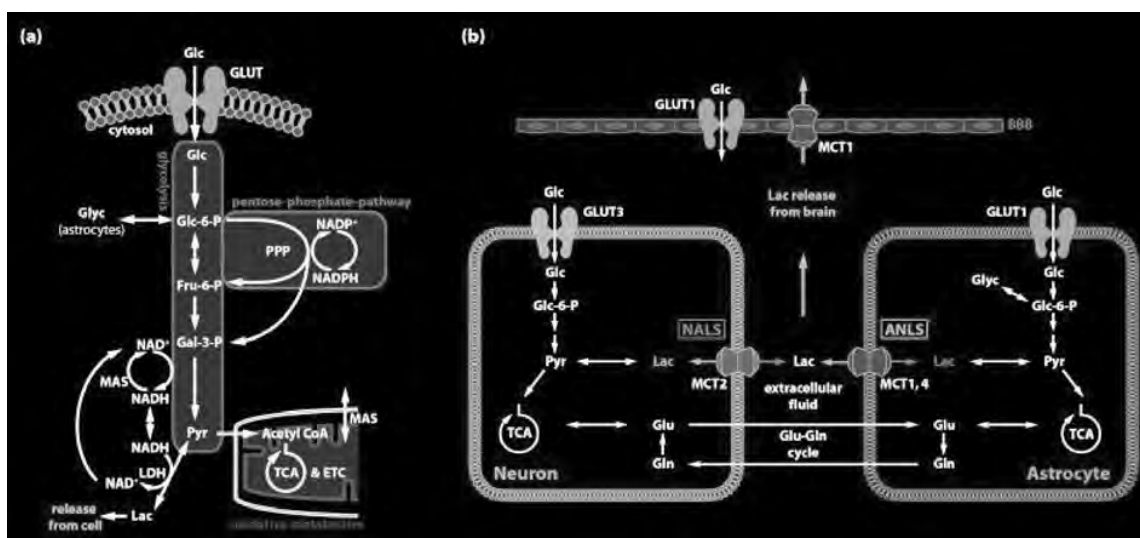 (a)
Glc
GLUT
cytosol
Glc
glycolysis
pentose-phosphate-pathway
Glyc
(astrocytes)
Glc-6-P
NADP+
PPP
NADPH
Fru-6-P
NAD+
Gal-3-P
MAS
NADH
MAS
NADH
Pyr
Acetyl CoA
LDH
TCA & ETC
NAD+
release
from cell
Lac
oxidative metabolism
(b)
Glc
GLUT1
BBB
MCT1
Glc
Lac release
from brain
Glc
GLUT3
GLUT1
Glc
Glc
Glyc
Glc-6-P
Glc-6-P
NALS
ANLS
Pyr
Lac
Lac
Lac
Pyr
MCT2
extracellular
fluid
MCT1, 4
TCA
Glu
Glu-Gln
cycle
Glu
TCA
Gln
Gln
Neuron
Astrocyte